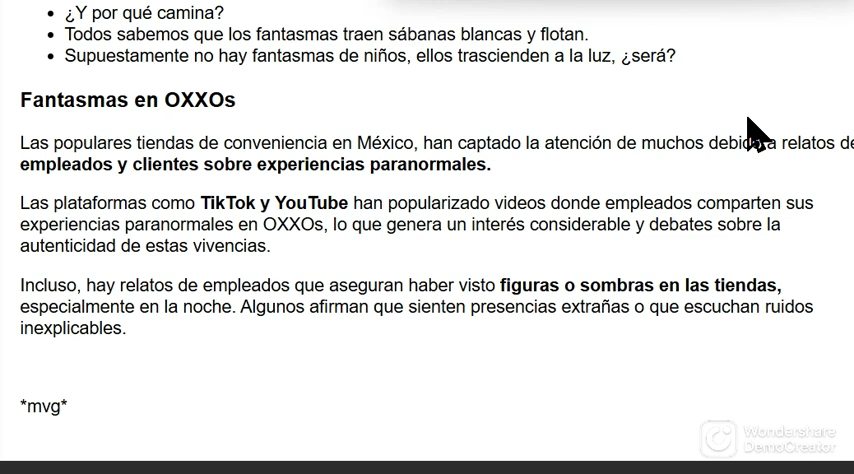 ¿Y por qué camina?
Todos sabemos que los fantasmas traen sábanas blancas y flotan.
Supuestamente no hay fantasmas de niños, ellos trascienden a la luz, ¿será?
Fantasmas en OXXOs
Las populares tiendas de conveniencia en México, han captado la atención de muchos debido a relatos de
empleados y clientes sobre experiencias paranormales.
Las plataformas como TikTok y YouTube han popularizado videos donde empleados comparten sus
experiencias paranormales en OXXOs, lo que genera un interés considerable y debates sobre la
autenticidad de estas vivencias.
Incluso, hay relatos de empleados que aseguran haber visto figuras o sombras en las tiendas,
especialmente en la noche. Algunos afirman que sienten presencias extrañas o que escuchan ruidos
inexplicables.
*mvg*
Wondershare
DemoCreator